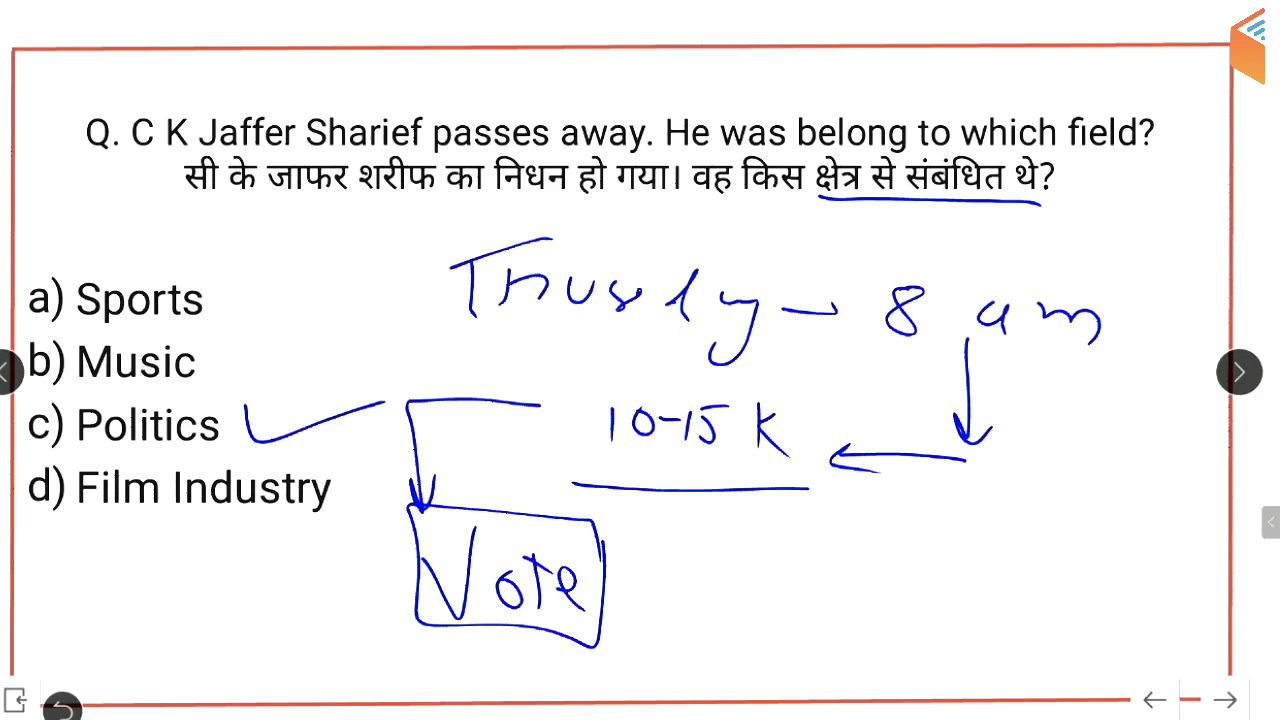 Q. C K Jaffer Sharief passes away. He was belong to which field?
सी के जाफर शरीफ का निधन हो गया। वह किस क्षेत्र से संबंधित थे?
a) Sports
b) Music
c) Politics
d) Film Industry
8 am
10-15 K
Vote